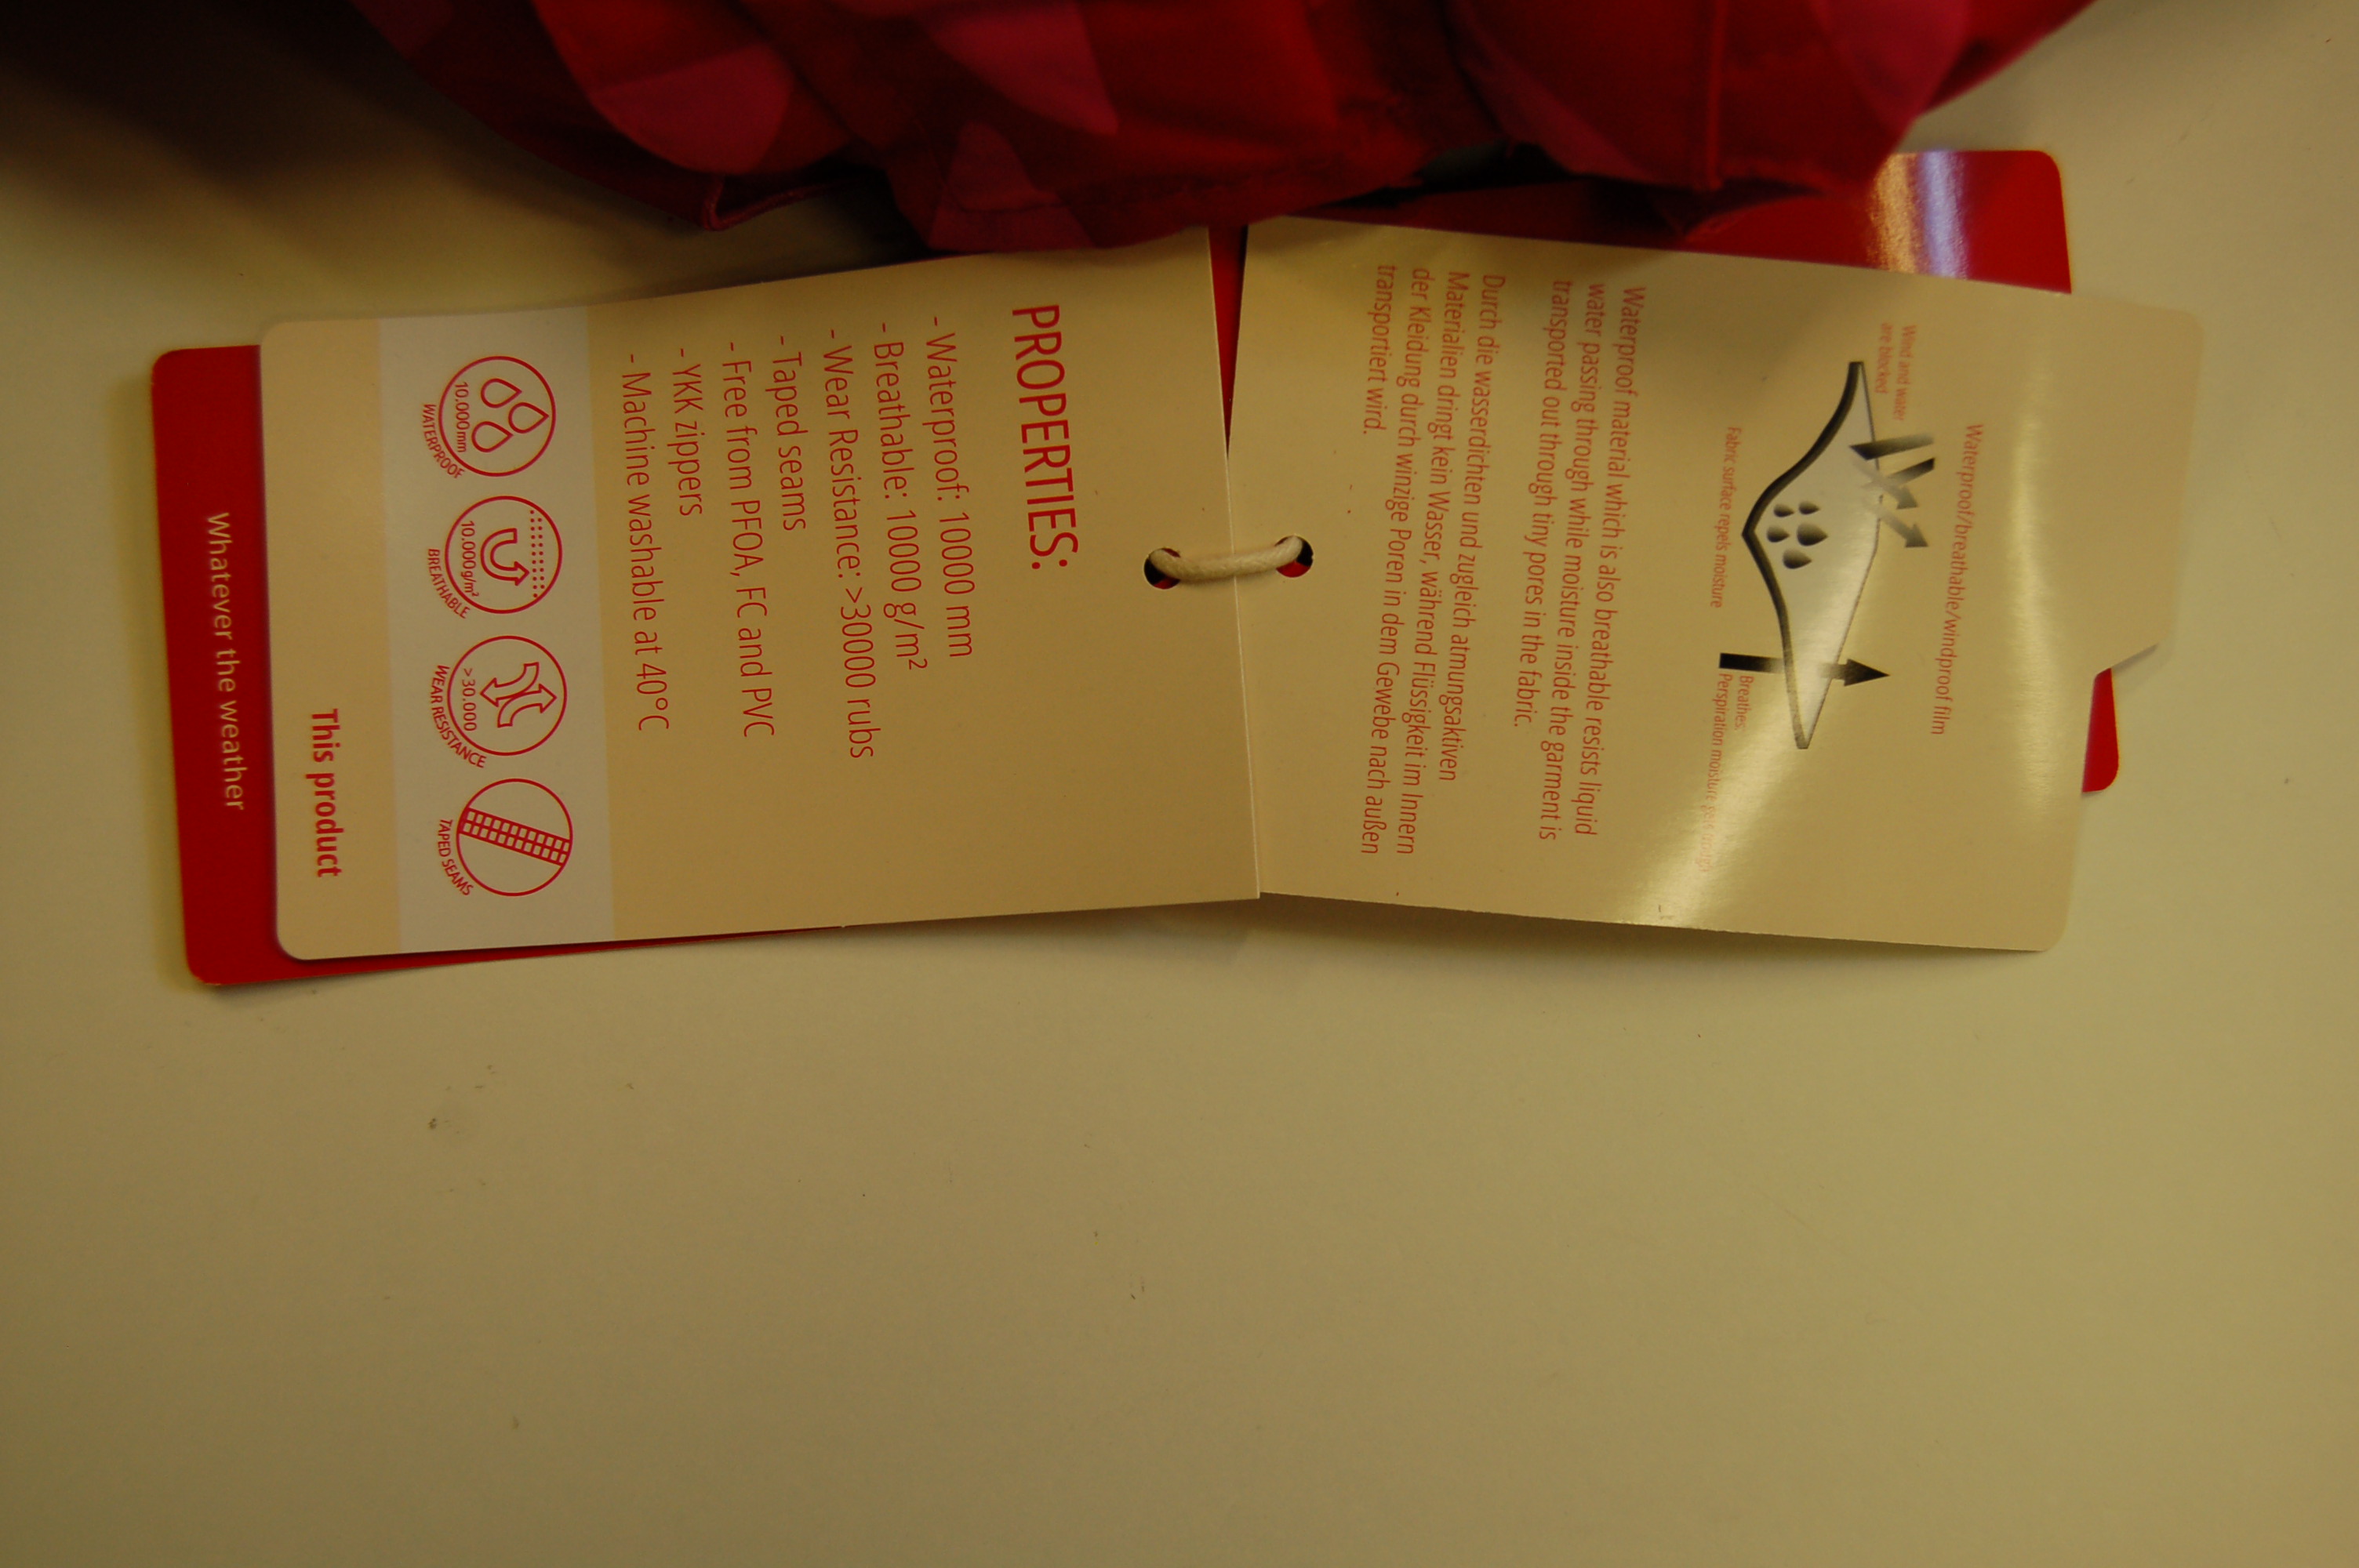 Waterproof/breathable/windproof film
Wind and water
are blocked
Fabric surface repels moisture
Breathes:
Perspiration moisture
Waterproof material which is also breathable resists liquid
water passing through while moisture inside the garment is
transported out through tiny pores in the fabric.
Durch die wasserdichten und zugleich atmungsaktiven
Materialien dringt kein Wasser, während Flüssigkeit im Innern
der Kleidung durch winzige Poren in dem Gewebe nach außen
transportiert wird.
PROPERTIES:
- Waterproof: 10000 mm
- Breathable: 10000 g/m²
- Wear Resistance: >30000 rubs
- Taped seams
- Free from PFOA, FC and PVC
- YKK zippers
- Machine washable at 40°C
10.000mm
WATERPROOF
10.000g/m²
BREATHABLE
>30.000
WEAR RESISTANCE
TAPED SEAMS
This product
Whatever the weather